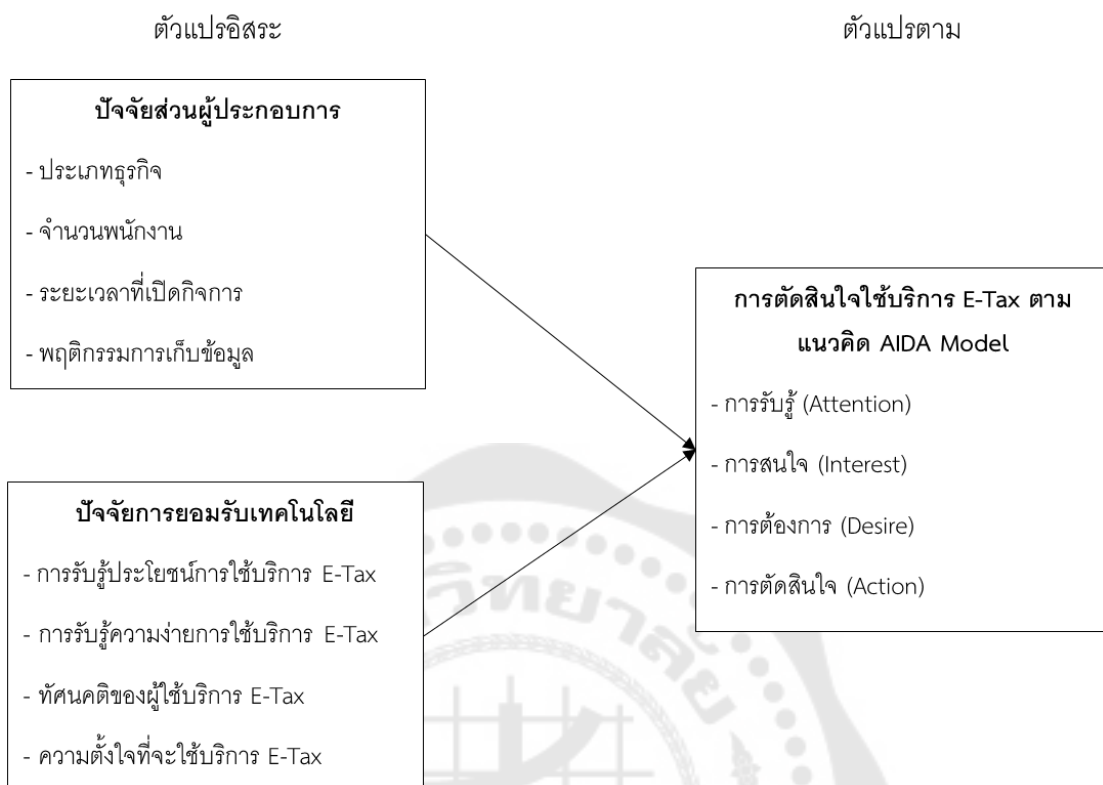 ตัวแปรอิสระ
ตัวแปรตาม
ปัจจัยส่วนผู้ประกอบการ
- ประเภทธุรกิจ
- จำนวนพนักงาน
- ระยะเวลาที่เปิดกิจการ
- พฤติกรรมการเก็บข้อมูล
ปัจจัยการยอมรับเทคโนโลยี
- การรับรู้ประโยชน์การใช้บริการ E-Tax
- การรับรู้ความง่ายการใช้บริการ E-Tax
- ทัศนคติของผู้ใช้บริการ E-Tax
- ความตั้งใจที่จะใช้บริการ E-Tax
การตัดสินใจใช้บริการ E-Tax ตาม
แนวคิด AIDA Model
- การรับรู้ (Attention)
- การสนใจ (Interest)
- การต้องการ (Desire)
- การตัดสินใจ (Action)